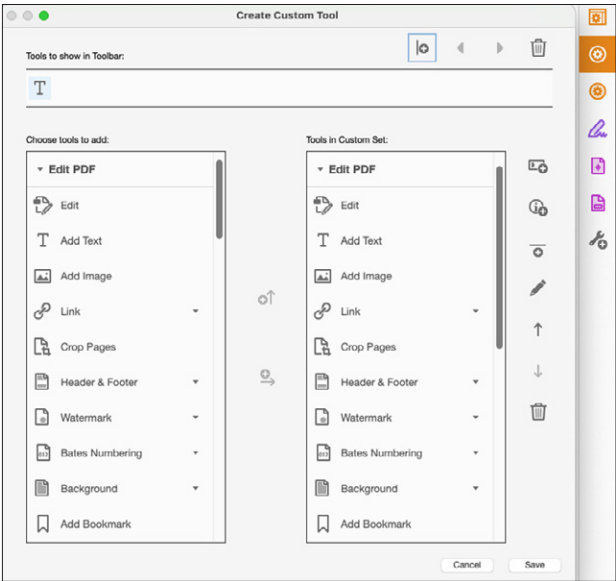 Create Custom Tool
Tools to show in Toolbar:
Choose tools to add:
Edit PDF
Edit
Add Text
Add Image
Link
Crop Pages
Header & Footer
Watermark
Bates Numbering
Background
Add Bookmark
Tools in Custom Set:
Edit PDF
Edit
Add Text
Add Image
Link
Crop Pages
Header & Footer
Watermark
Bates Numbering
Background
Add Bookmark
Cancel
Save